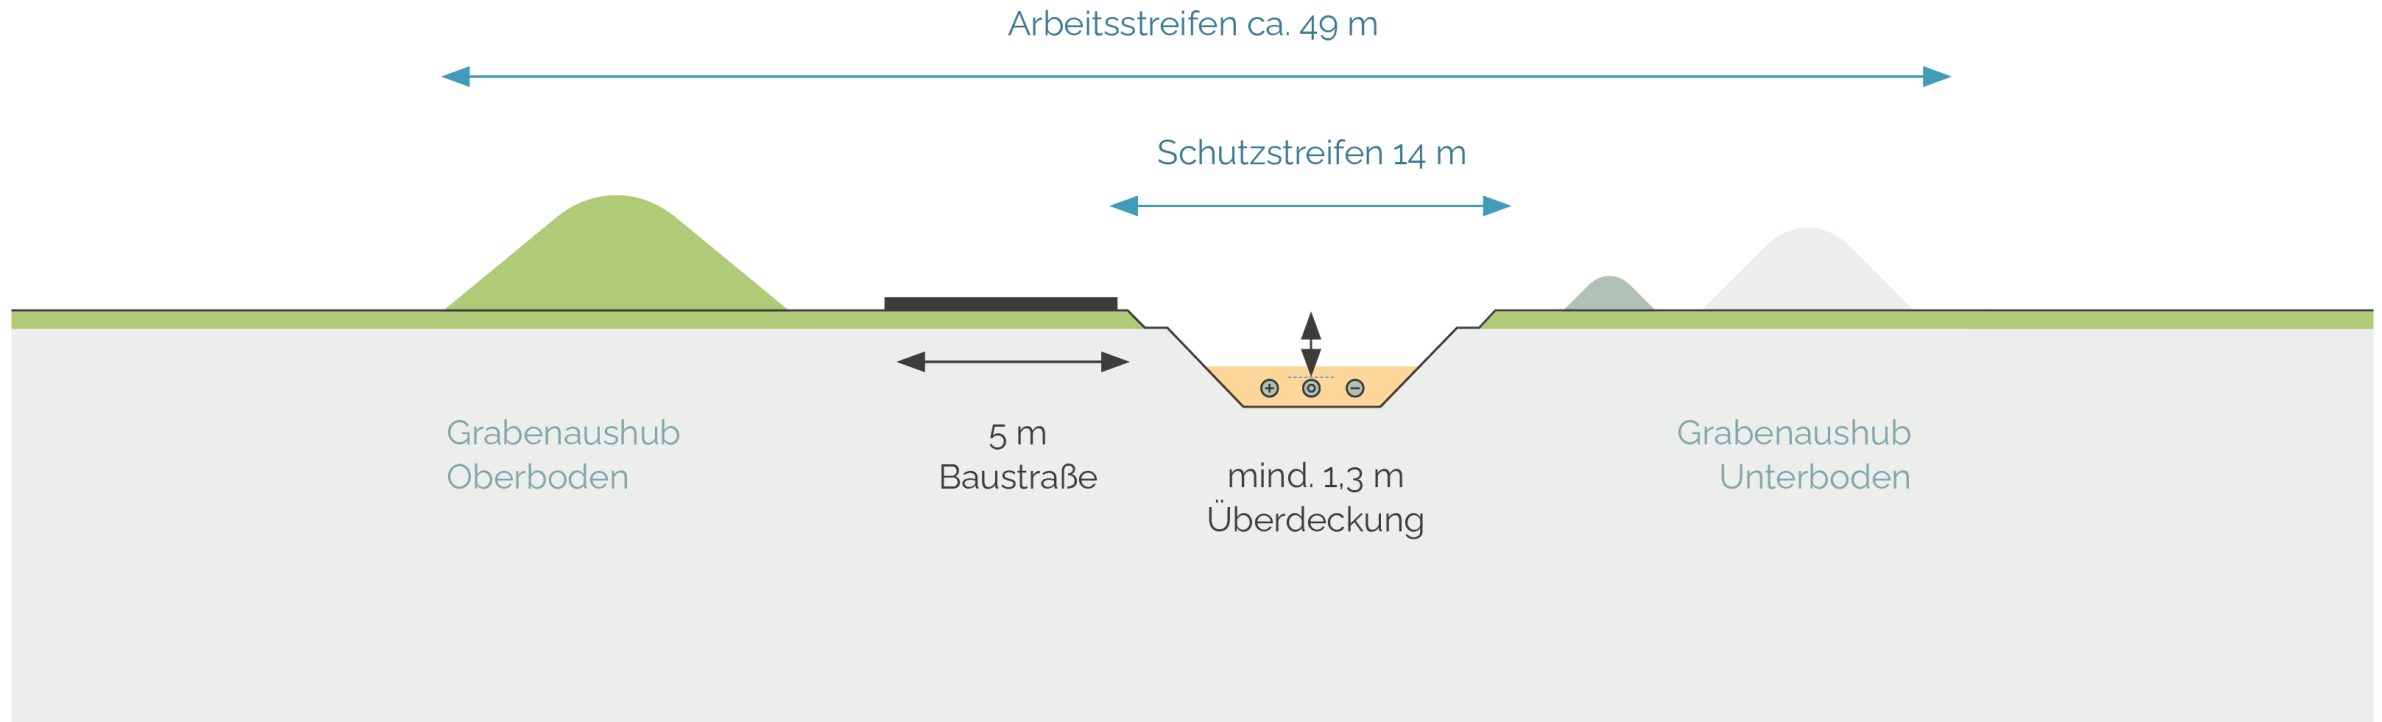 Arbeitsstreifen ca. 49 m
Schutzstreifen 14 m
Grabenaushub
Oberboden
5 m
Baustraße
mind. 1,3 m
Überdeckung
Grabenaushub
Unterboden